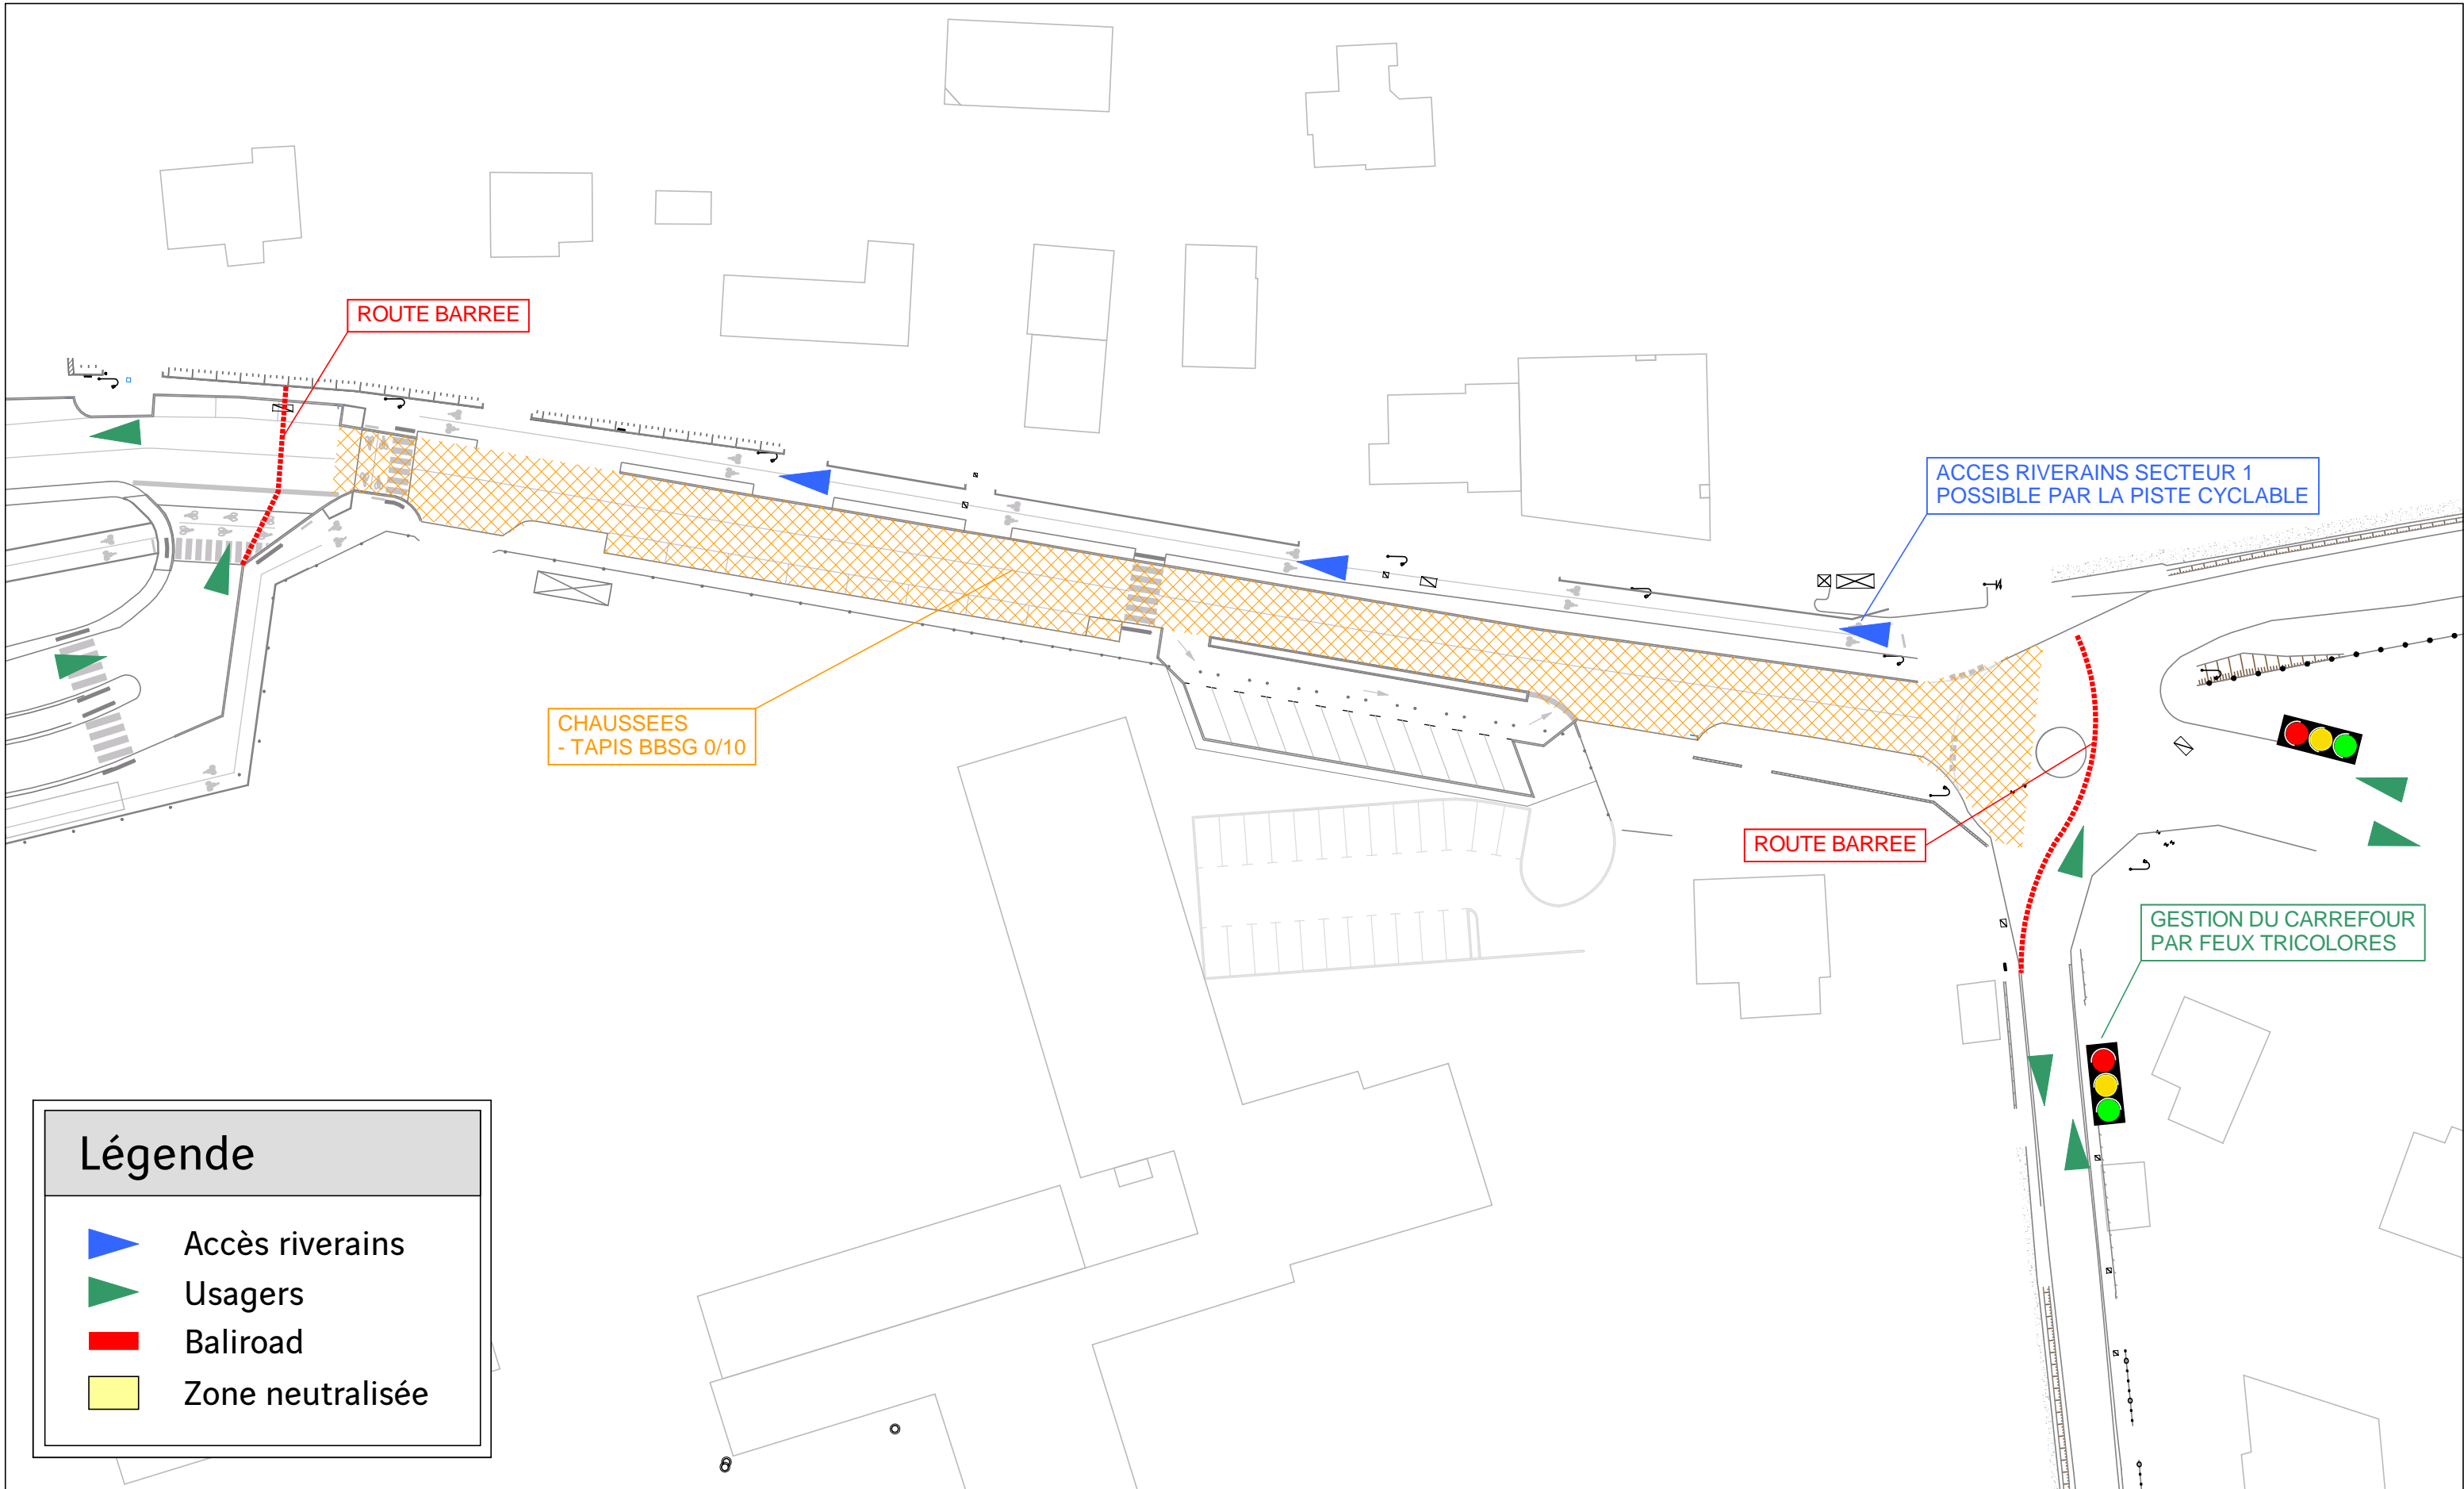 ROUTE BARREE
ACCES RIVERAINS SECTEUR 1
POSSIBLE PAR LA PISTE CYCLABLE
CHAUSSEES
- TAPIS BBSG 0/10
ROUTE BARREE
GESTION DU CARREFOUR
PAR FEUX TRICOLORES
Légende
Accès riverains
Usagers
Baliroad
Zone neutralisée